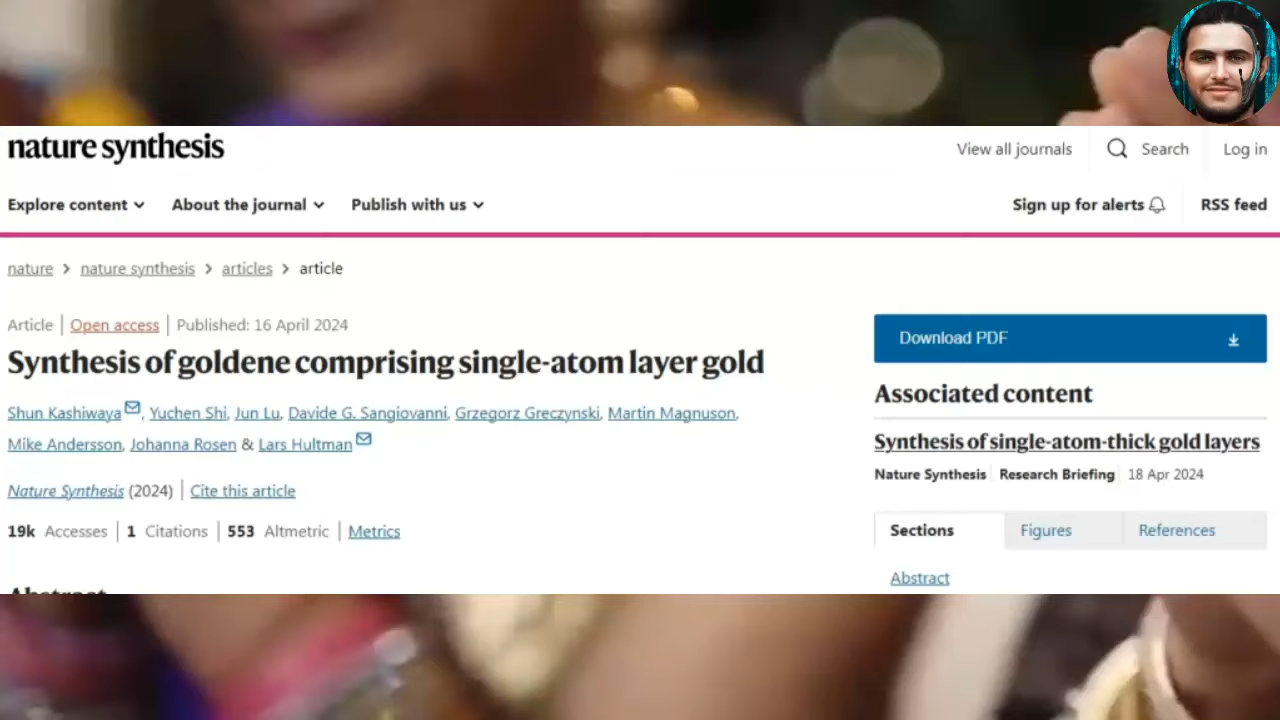 nature synthesis
View all journals
Search
Log in
Explore content
About the journal
Publish with us
Sign up for alerts
RSS feed
nature > nature synthesis > articles > article
Article | Open access | Published: 16 April 2024
Synthesis of goldene comprising single-atom layer gold
Shun Kashiwaya, Yuchen Shi, Jun Lu, Davide G. Sangiovanni, Grzegorz Greczynski, Martin Magnuson,
Mike Andersson, Johanna Rosen & Lars Hultman
Nature Synthesis (2024) | Cite this article
19k Accesses | 1 Citations | 553 Altmetric | Metrics
Abstract
Download PDF
Associated content
Synthesis of single-atom-thick gold layers
Nature Synthesis | Research Briefing | 18 Apr 2024
Sections
Figures
References
Abstract